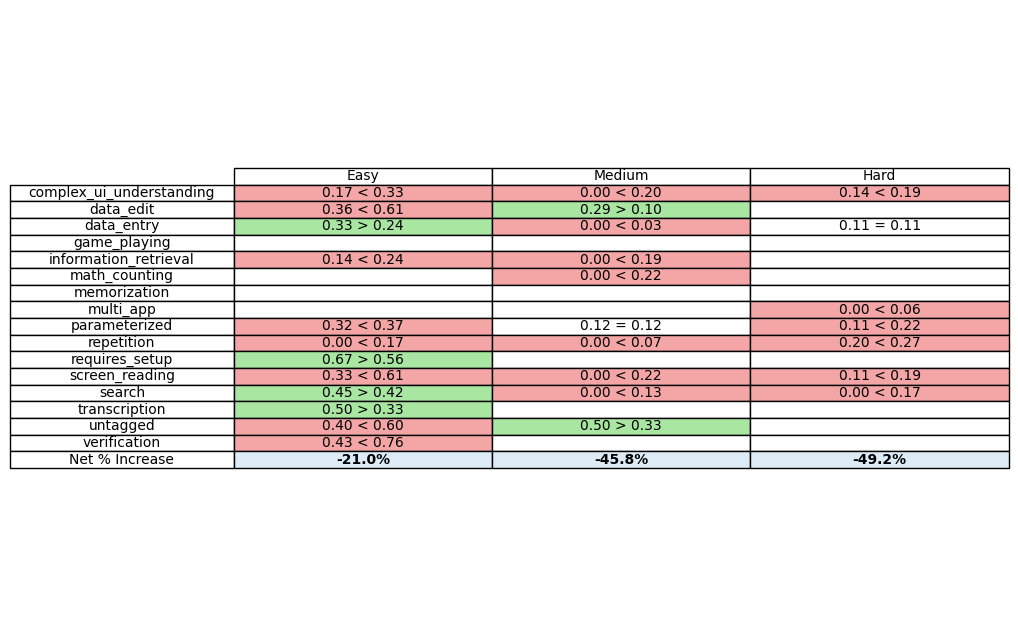 Easy Medium Hard
complex_ui_understanding 0.17 < 0.33 0.00 < 0.20 0.14 < 0.19
data_edit 0.36 < 0.61 0.29 > 0.10
data_entry 0.33 > 0.24 0.00 < 0.03 0.11 = 0.11
game_playing
information_retrieval 0.14 < 0.24 0.00 < 0.19
math_counting 0.00 < 0.22
memorization
multi_app 0.00 < 0.06
parameterized 0.32 < 0.37 0.12 = 0.12 0.11 < 0.22
repetition 0.00 < 0.17 0.00 < 0.07 0.20 < 0.27
requires_setup 0.67 > 0.56
screen_reading 0.33 < 0.61 0.00 < 0.22 0.11 < 0.19
search 0.45 > 0.42 0.00 < 0.13 0.00 < 0.17
transcription 0.50 > 0.33
untagged 0.40 < 0.60 0.50 > 0.33
verification 0.43 < 0.76
Net % Increase -21.0% -45.8% -49.2%